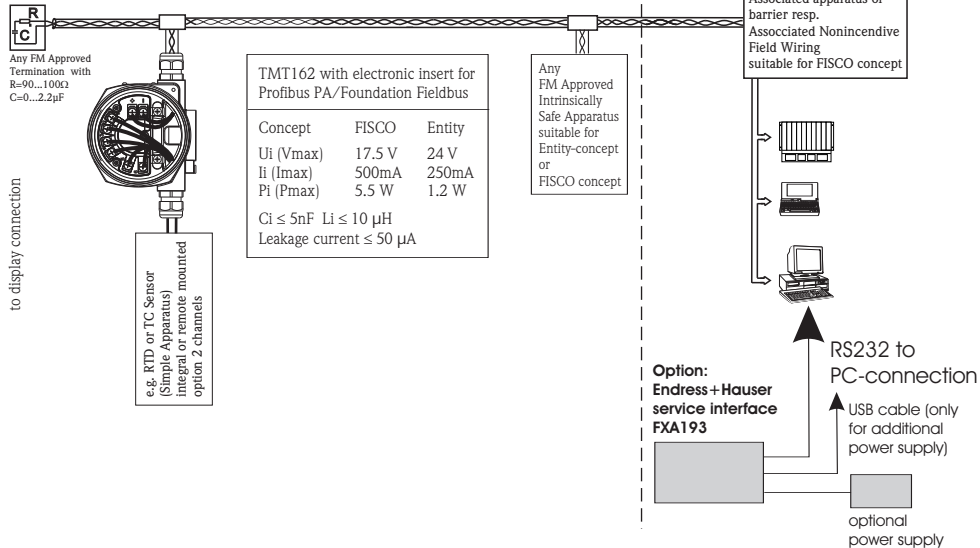 R
C
Any FM Approved
Termination with
R=90...100Ω
C=0...2.2µF
to display connection
e.g. RTD or TC Sensor
(Simple Apparatus)
integral or remote mounted
option 2 channels
TMT162 with electronic insert for
Profibus PA/Foundation Fieldbus
Concept FISCO Entity
Ui (Vmax) 17.5 V 24 V
Ii (Imax) 500mA 250mA
Pi (Pmax) 5.5 W 1.2 W
Ci ≤ 5nF Li ≤ 10 µH
Leakage current ≤ 50 µA
Any
FM Approved
Intrinsically
Safe Apparatus
suitable for
Entity-concept
or
FISCO concept
Associated apparatus or
barrier resp.
Assocciated Nonincendive
Field Wiring
suitable for FISCO concept
RS232 to
PC-connection
Option:
Endress+Hauser
service interface
FXA193
USB cable (only
for additional
power supply)
optional
power supply